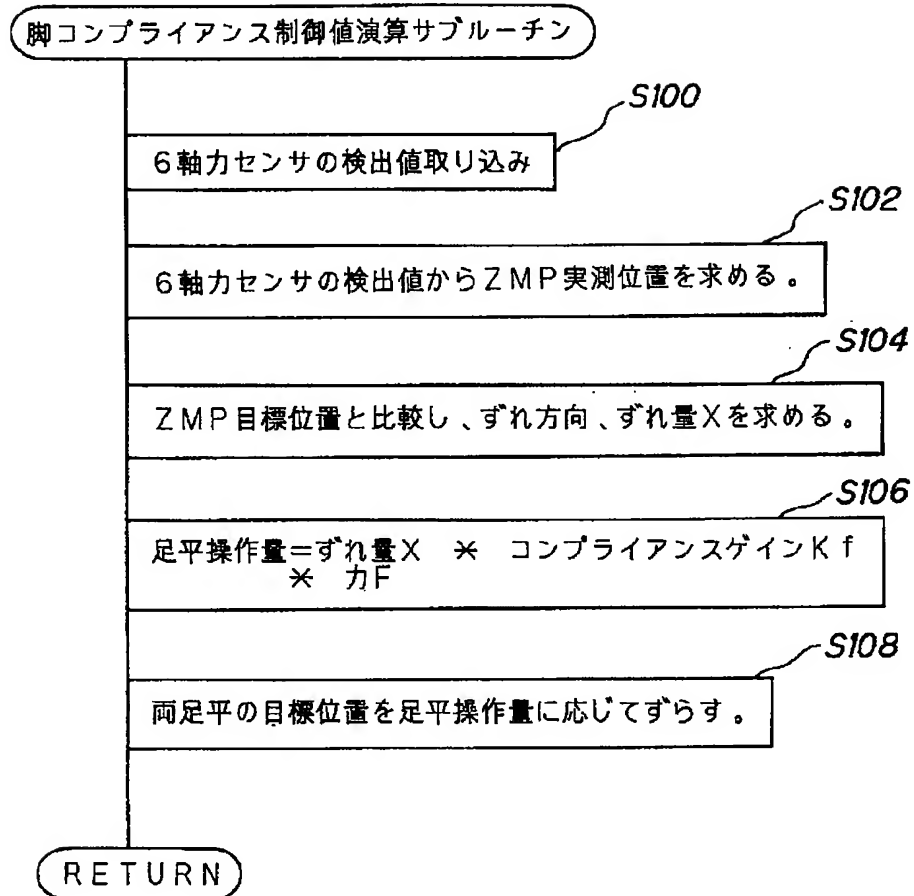 脚コンプライアンス制御値演算サブルーチン
S100
6軸力センサの検出値取り込み
S102
6軸力センサの検出値からZMP実測位置を求める。
S104
ZMP目標位置と比較し、ずれ方向、ずれ量Xを求める。
S106
足平操作量=ずれ量X * コンプライアンスゲインKf
* 力F
S108
両足平の目標位置を足平操作量に応じてずらす。
RETURN